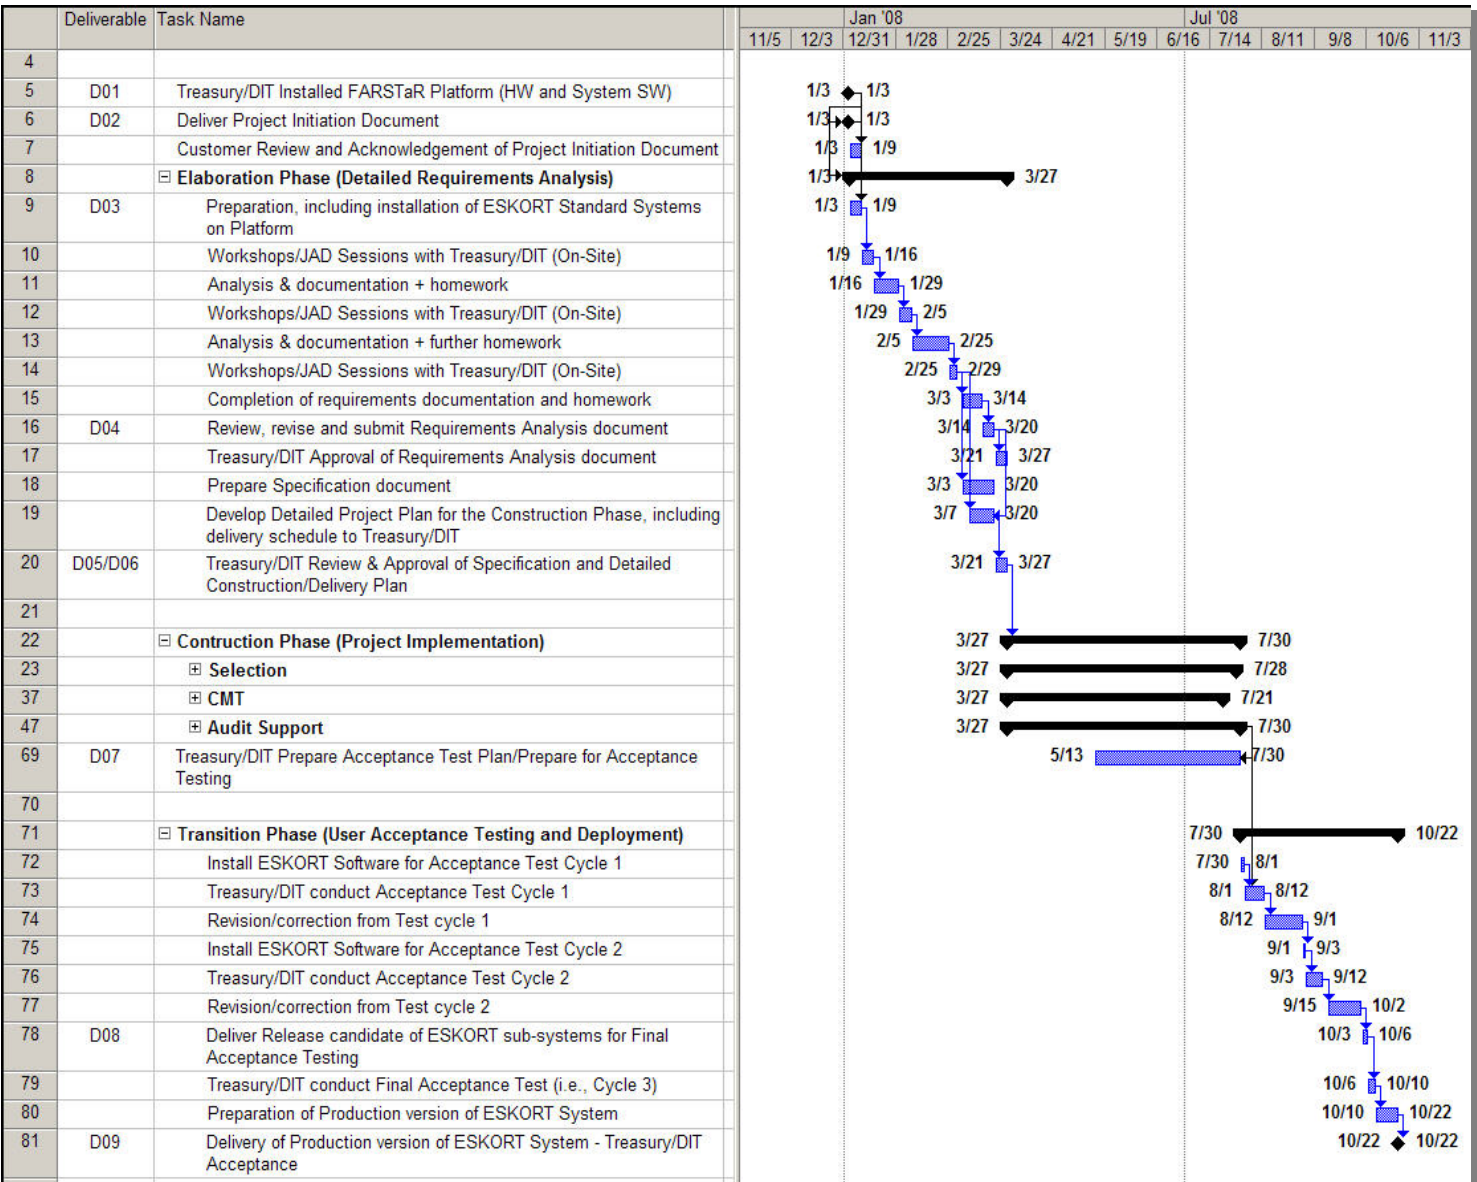 Deliverable Task Name Jan '08 Jul '08
11/5 12/3 12/31 1/28 2/25 3/24 4/21 5/19 6/16 7/14 8/11 9/8 10/6 11/3
4
5 D01 Treasury/DIT Installed FARSTaR Platform (HW and System SW) 1/3 1/3
6 D02 Deliver Project Initiation Document 1/3 1/3
7 Customer Review and Acknowledgement of Project Initiation Document 1/3 1/9
8 Elaboration Phase (Detailed Requirements Analysis) 1/3 3/27
9 D03 Preparation, including installation of ESKORT Standard Systems 1/3 1/9
on Platform
10 Workshops/JAD Sessions with Treasury/DIT (On-Site) 1/9 1/16
11 Analysis & documentation + homework 1/16 1/29
12 Workshops/JAD Sessions with Treasury/DIT (On-Site) 1/29 2/5
13 Analysis & documentation + further homework 2/5 2/25
14 Workshops/JAD Sessions with Treasury/DIT (On-Site) 2/25 2/29
15 Completion of requirements documentation and homework 3/3 3/14
16 D04 Review, revise and submit Requirements Analysis document 3/14 3/20
17 Treasury/DIT Approval of Requirements Analysis document 3/21 3/27
18 Prepare Specification document 3/3 3/20
19 Develop Detailed Project Plan for the Construction Phase, including 3/7 3/20
delivery schedule to Treasury/DIT
20 D05/D06 Treasury/DIT Review & Approval of Specification and Detailed 3/21 3/27
Construction/Delivery Plan
21
22 Contruction Phase (Project Implementation) 3/27 7/30
23 Selection 3/27 7/28
37 CMT 3/27 7/21
47 Audit Support 3/27 7/30
69 D07 Treasury/DIT Prepare Acceptance Test Plan/Prepare for Acceptance 5/13 7/30
Testing
70
71 Transition Phase (User Acceptance Testing and Deployment) 7/30 10/22
72 Install ESKORT Software for Acceptance Test Cycle 1 7/30 8/1
73 Treasury/DIT conduct Acceptance Test Cycle 1 8/1 8/12
74 Revision/correction from Test cycle 1 8/12 9/1
75 Install ESKORT Software for Acceptance Test Cycle 2 9/1 9/3
76 Treasury/DIT conduct Acceptance Test Cycle 2 9/3 9/12
77 Revision/correction from Test cycle 2 9/15 10/2
78 D08 Deliver Release candidate of ESKORT sub-systems for Final 10/3 10/6
Acceptance Testing
79 Treasury/DIT conduct Final Acceptance Test (i.e., Cycle 3) 10/6 10/10
80 Preparation of Production version of ESKORT System 10/10 10/22
81 D09 Delivery of Production version of ESKORT System - Treasury/DIT 10/22 10/22
Acceptance